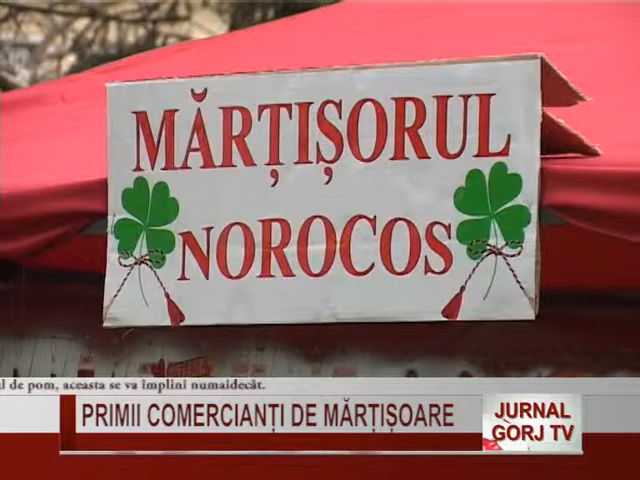 MĂRȚIȘORUL
NOROCOS
l de pom, aceasta se va împlini numaidecât.
PRIMII COMERCIANȚI DE MĂRȚIȘOARE
JURNAL
GORJ TV